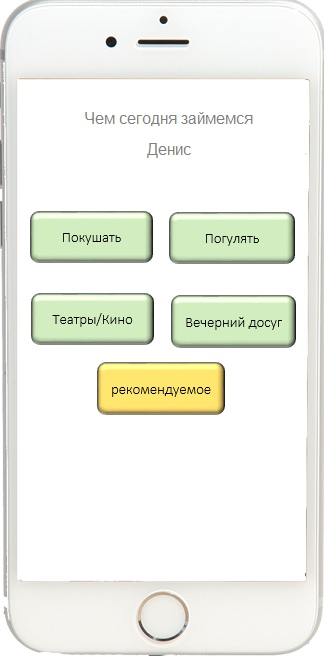 Чем сегодня займемся
Денис
Покушать
Погулять
Театры/Кино
Вечерний досуг
рекомендуемое